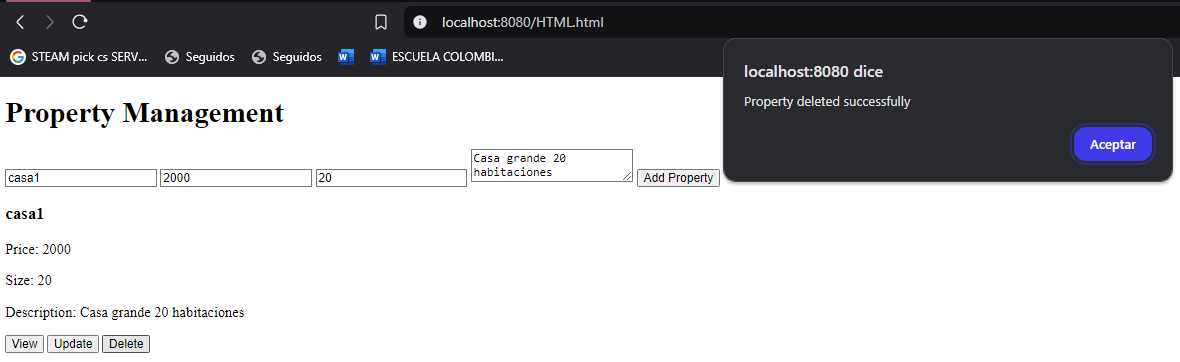 localhost:8080/HTML.html
STEAM pick cs SERV... Seguidos Seguidos ESCUELA COLOMBI...
localhost:8080 dice
Property deleted successfully
Aceptar
Property Management
casa1 2000 20 Casa grande 20
habitaciones
Add Property
casa1
Price: 2000
Size: 20
Description: Casa grande 20 habitaciones
View Update Delete